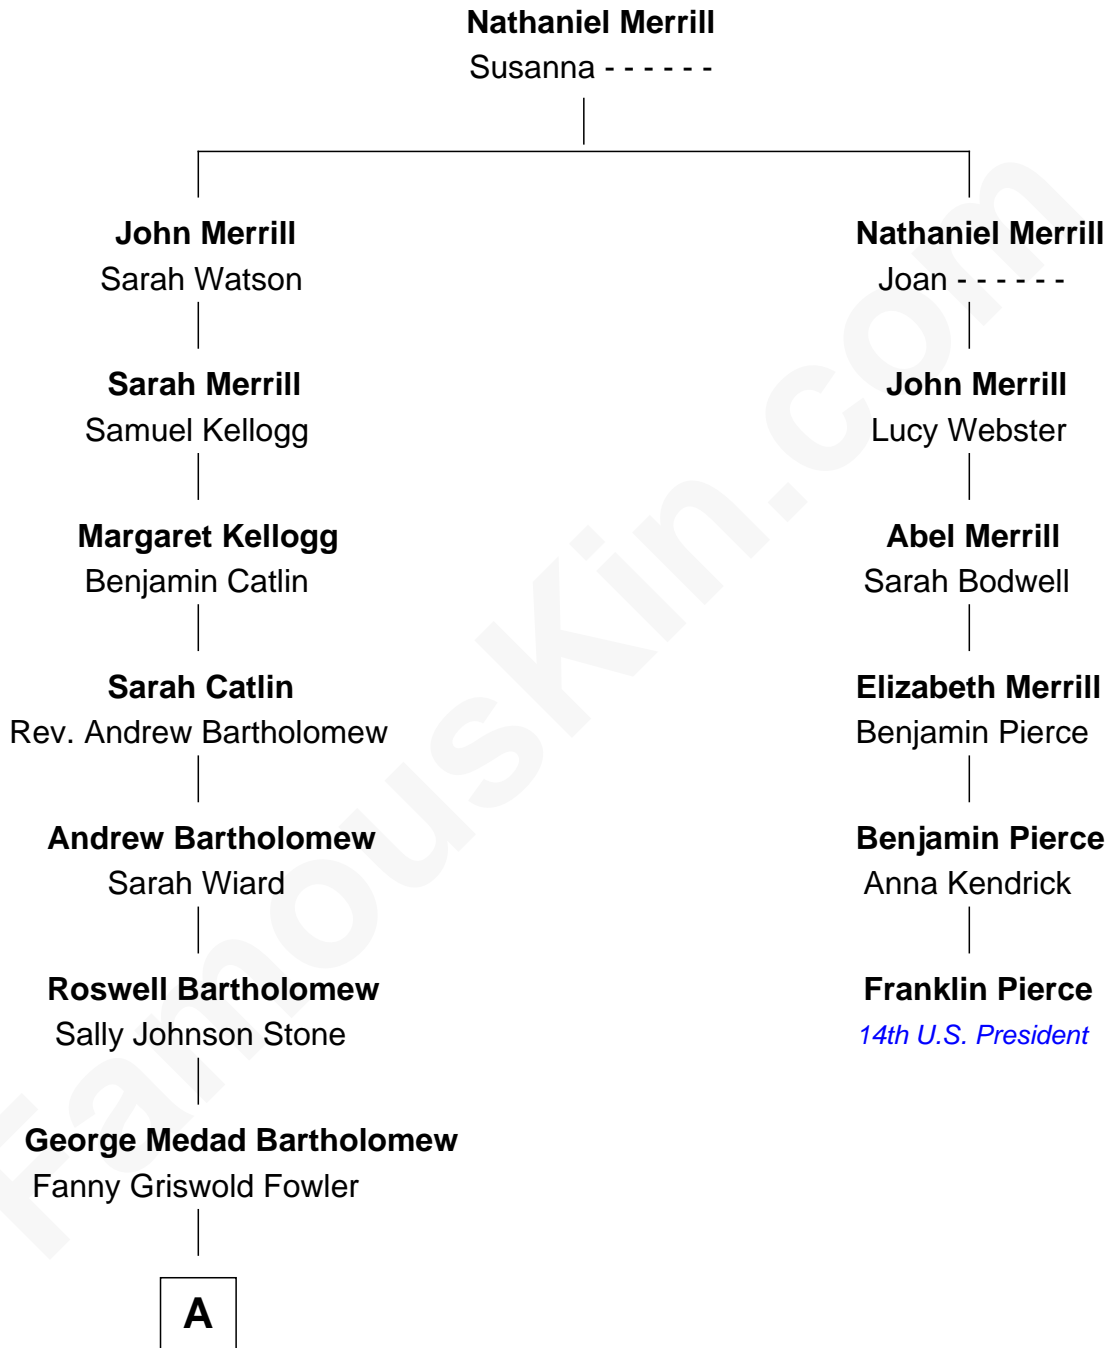 Nathaniel Merrill
Susanna - - - - - -
John Merrill
Sarah Watson
Nathaniel Merrill
Joan - - - - - -
Sarah Merrill
Samuel Kellogg
John Merrill
Lucy Webster
Margaret Kellogg
Benjamin Catlin
Abel Merrill
Sarah Bodwell
Sarah Catlin
Rev. Andrew Bartholomew
Elizabeth Merrill
Benjamin Pierce
Andrew Bartholomew
Sarah Wiard
Benjamin Pierce
Anna Kendrick
Roswell Bartholomew
Sally Johnson Stone
Franklin Pierce
14th U.S. President
George Medad Bartholomew
Fanny Griswold Fowler
A
FamousKin.com